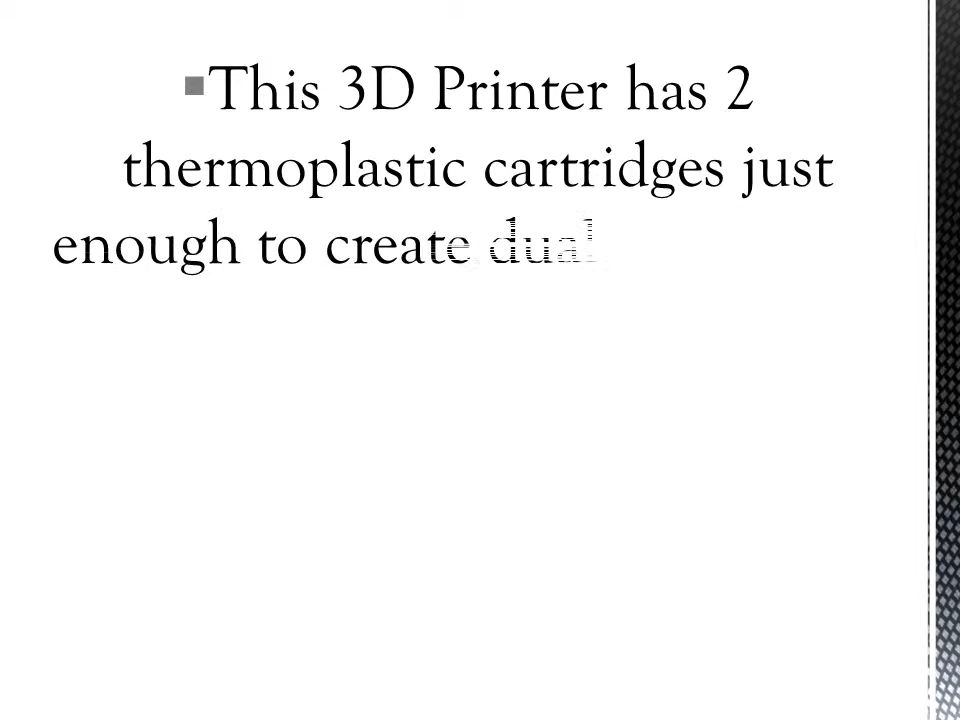 ▪This 3D Printer has 2
thermoplastic cartridges just
enough to create dual